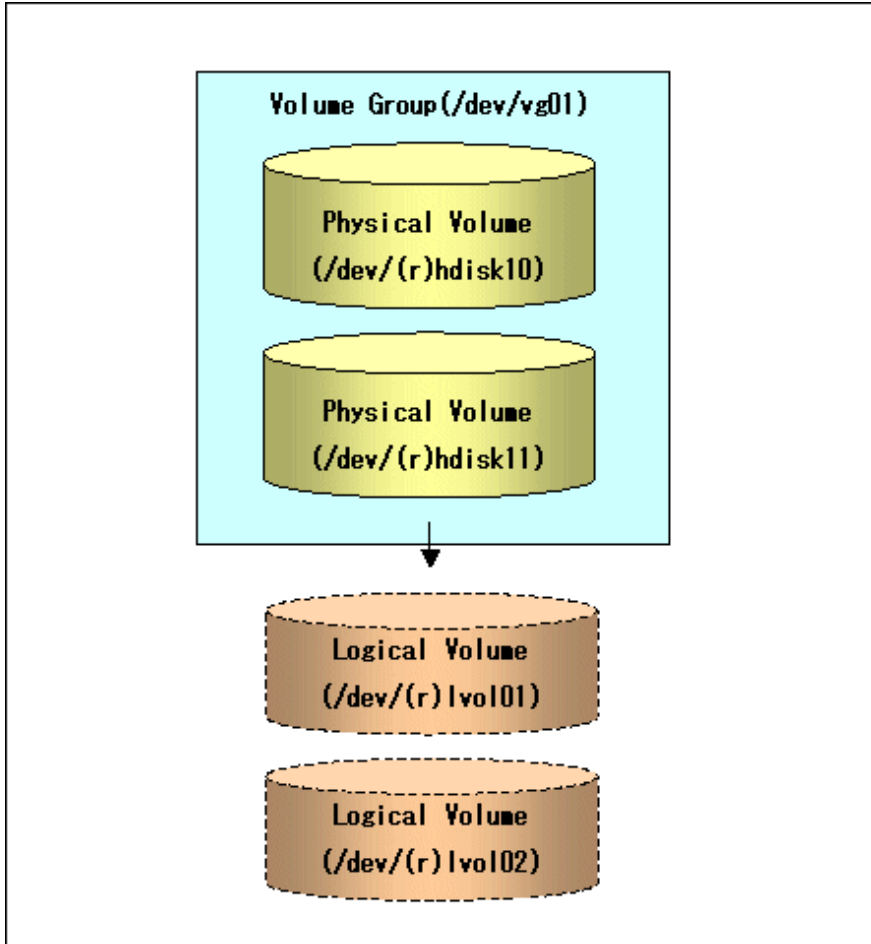 Volume Group(/dev/vg01)
Physical Volume
(/dev/(r)hdisk10)
Physical Volume
(/dev/(r)hdisk11)
Logical Volume
(/dev/(r)lvol01)
Logical Volume
(/dev/(r)lvol02)